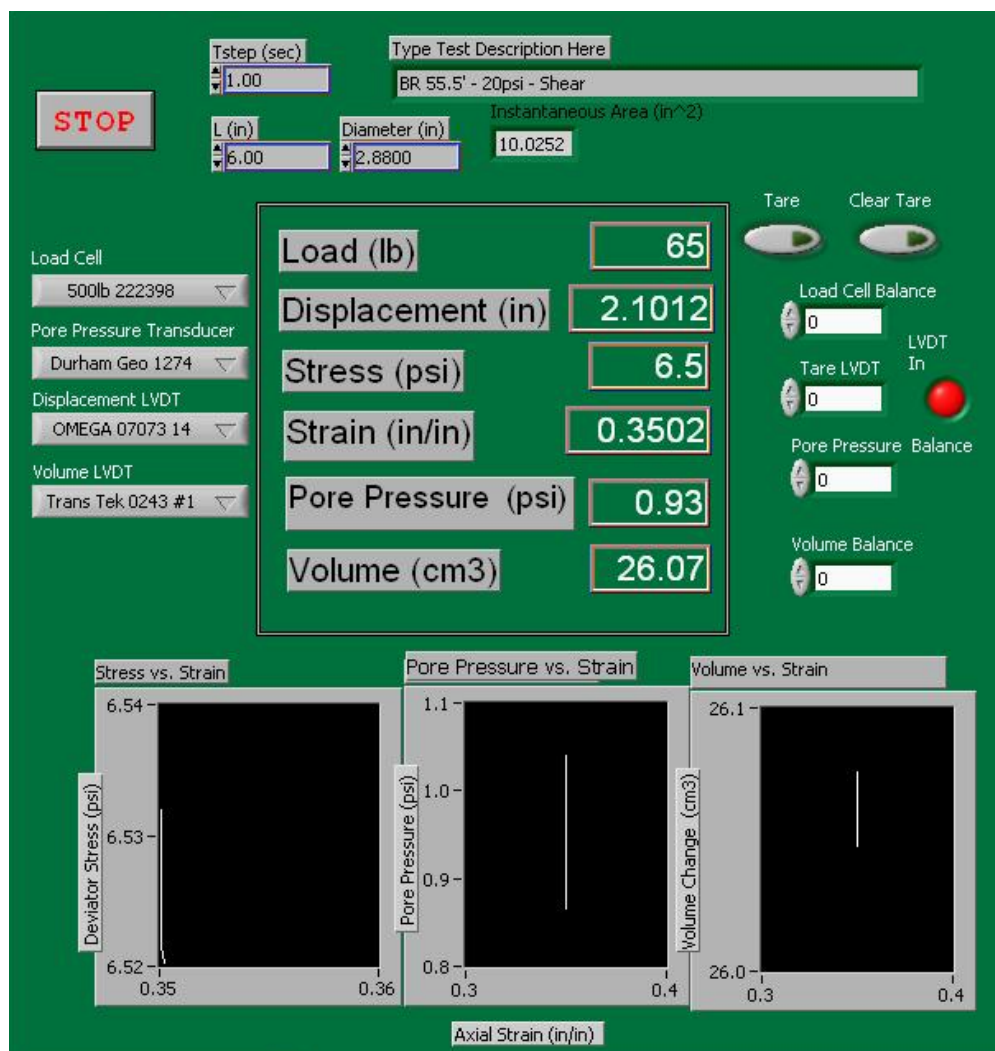 Tstep (sec)
1.00
Type Test Description Here
BR 55.5' - 20psi - Shear
STOP
L (in)
6.00
Diameter (in)
2.8800
Instantaneous Area (in^2)
10.0252
Load Cell
500lb 222398
Pore Pressure Transducer
Durham Geo 1274
Displacement LVDT
OMEGA 07073 14
Volume LVDT
Trans Tek 0243 #1
Load (lb)
65
Displacement (in)
2.1012
Stress (psi)
6.5
Strain (in/in)
0.3502
Pore Pressure (psi)
0.93
Volume (cm3)
26.07
Tare
Clear Tare
Load Cell Balance
0
LVDT
In
Tare LVDT
0
Pore Pressure Balance
0
Volume Balance
0
Stress vs. Strain
6.54
6.53
6.52
Deviator Stress (psi)
0.35
0.36
Pore Pressure vs. Strain
1.1
1.0
0.9
0.8
Pore Pressure (psi)
0.3
0.4
Volume vs. Strain
26.1
26.0
Volume Change (cm3)
0.3
0.4
Axial Strain (in/in)